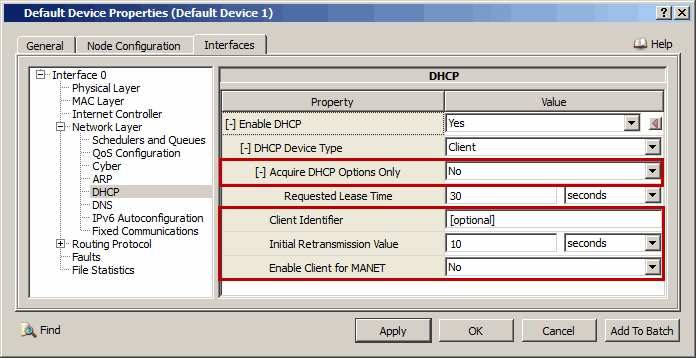 Default Device Properties (Default Device 1)
General
Node Configuration
Interfaces
Help
Interface 0
Physical Layer
MAC Layer
Internet Controller
Network Layer
Schedulers and Queues
QoS Configuration
Cyber
ARP
DHCP
DNS
IPv6 Autoconfiguration
Fixed Communications
Routing Protocol
Faults
File Statistics
DHCP
Property Value
[-] Enable DHCP Yes
[-] DHCP Device Type Client
[-] Acquire DHCP Options Only No
Requested Lease Time 30 seconds
Client Identifier [optional]
Initial Retransmission Value 10 seconds
Enable Client for MANET No
Find
Apply
OK
Cancel
Add To Batch